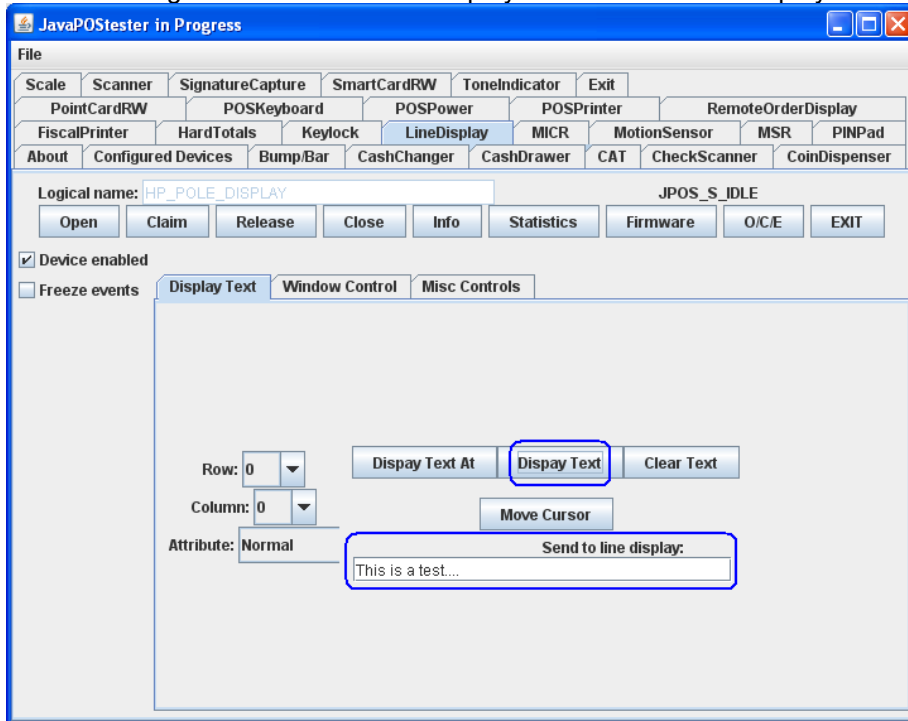 JavaPOStester in Progress
File
Scale Scanner SignatureCapture SmartCardRW ToneIndicator Exit
PointCardRW POSKeyboard POSPower POSPrinter RemoteOrderDisplay
FiscalPrinter HardTotals Keylock LineDisplay MICR MotionSensor MSR PINPad
About Configured Devices Bump/Bar CashChanger CashDrawer CAT CheckScanner CoinDispenser
Logical name: HP_POLE_DISPLAY JPOS_S_IDLE
Open Claim Release Close Info Statistics Firmware O/C/E EXIT
Device enabled
Freeze events Display Text Window Control Misc Controls
Row: 0 Dispay Text At Dispay Text Clear Text
Column: 0 Move Cursor
Attribute: Normal Send to line display:
This is a test....